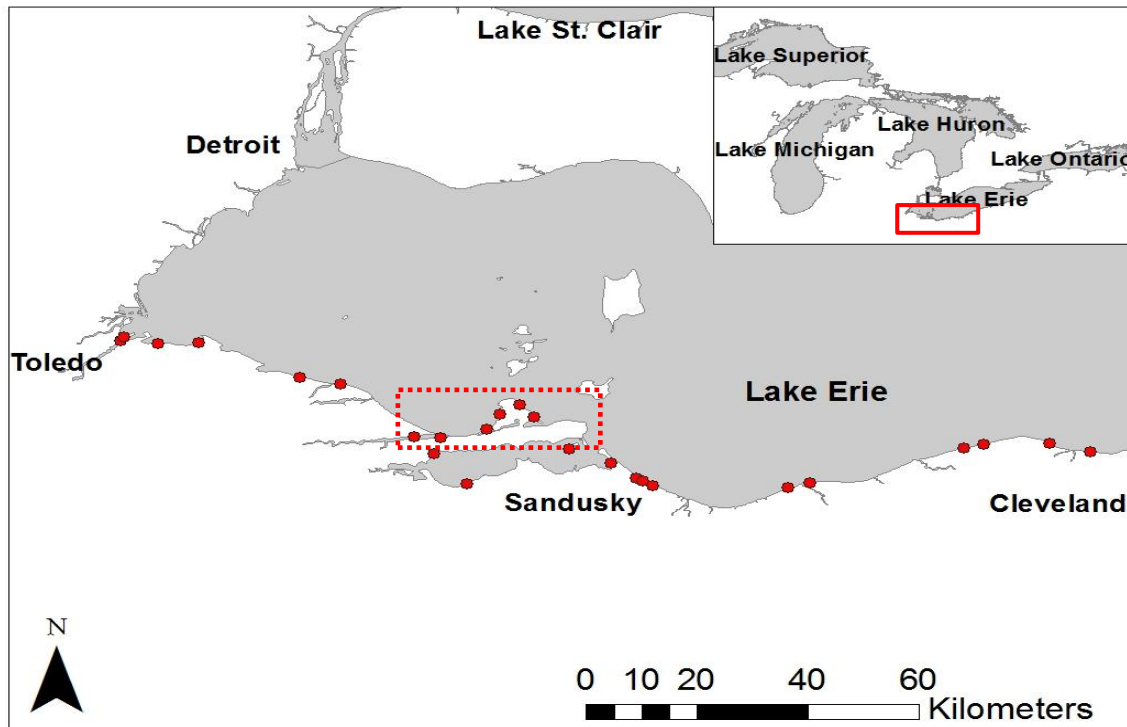 Lake St. Clair
Lake Superior
Lake Huron
Lake Michigan
Lake Ontario
Lake Erie
Detroit
Toledo
Lake Erie
Sandusky
Cleveland
N
0 10 20 40 60
Kilometers